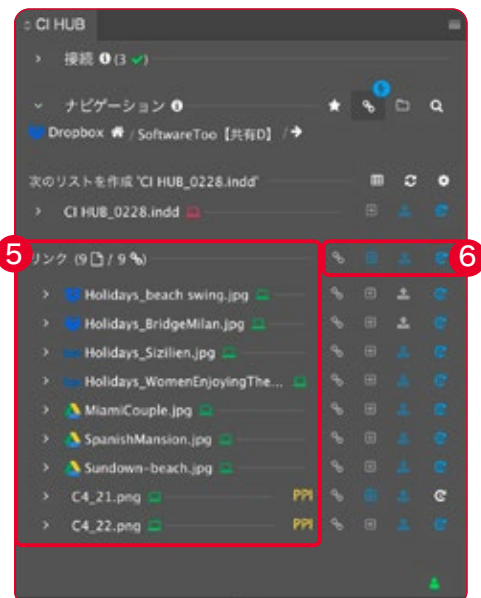 CI HUB
接続 (3 ✓)
ナビゲーション
Dropbox / SoftwareToo【共有D】 /
次のリストを作成 "CI HUB_0228.indd"
CI HUB_0228.indd
5
リンク (9 / 9 )
6
Holidays_beach swing.jpg
Holidays_BridgeMilan.jpg
Holidays_Sizilien.jpg
Holidays_WomenEnjoyingThe...
MiamiCouple.jpg
SpanishMansion.jpg
Sundown-beach.jpg
C4_21.png PPI
C4_22.png PPI